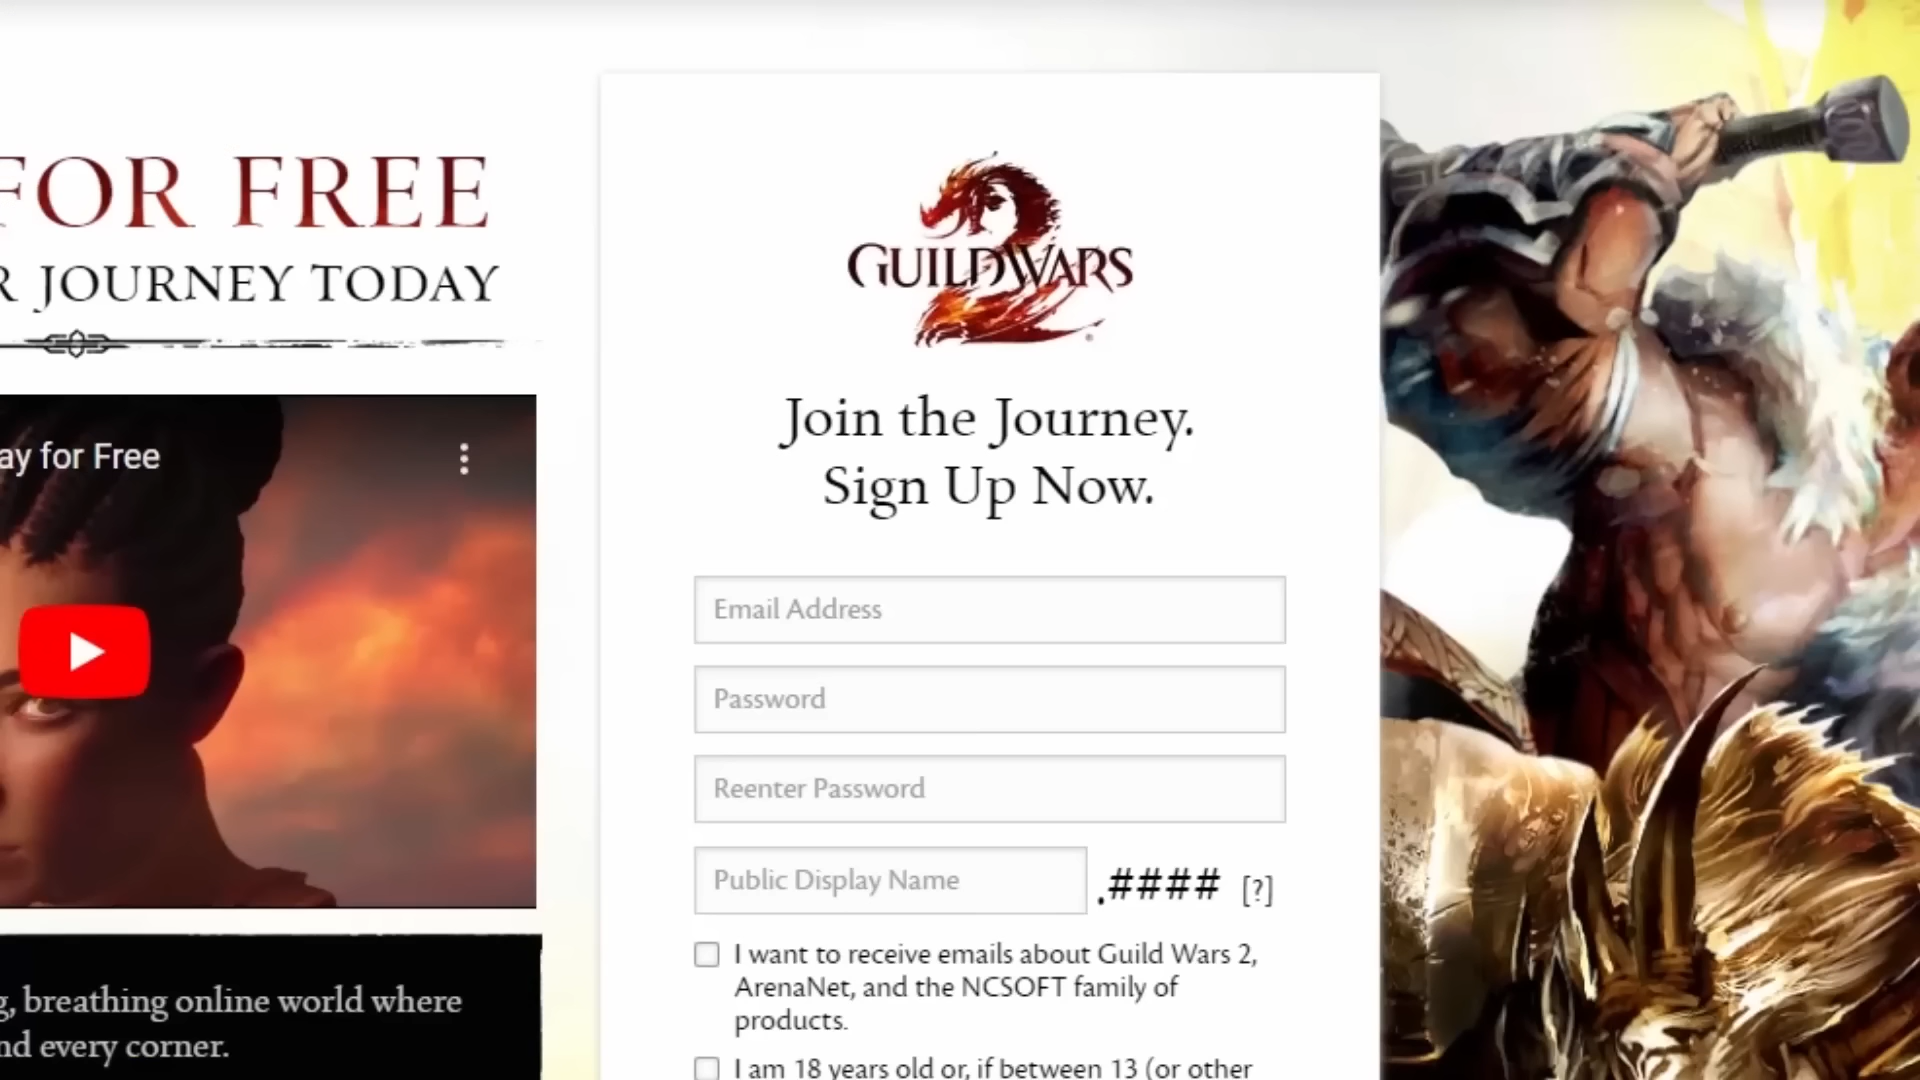 FOR FREE
R JOURNEY TODAY
ay for Free
g, breathing online world where
nd every corner.
GUILD WARS
2
Join the Journey.
Sign Up Now.
Email Address
Password
Reenter Password
Public Display Name .#### [?]
I want to receive emails about Guild Wars 2,
ArenaNet, and the NCSOFT family of
products.
I am 18 years old or, if between 13 (or other